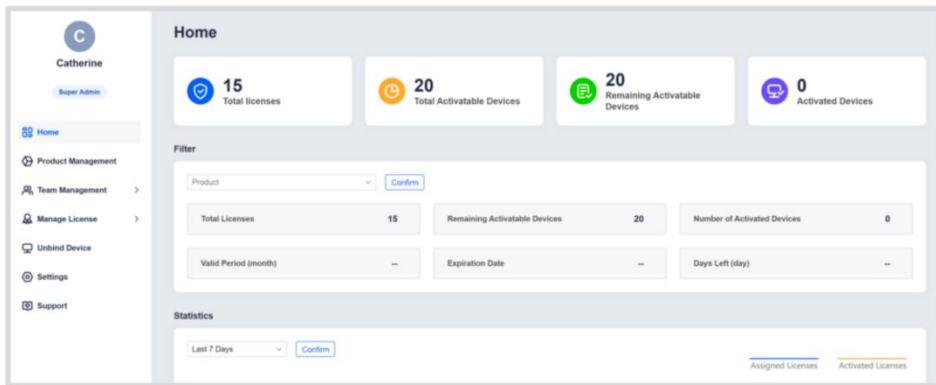 C
Catherine
Super Admin
Home
Product Management
Team Management
Manage License
Unbind Device
Settings
Support
Home
15
Total licenses
20
Total Activatable Devices
20
Remaining Activatable
Devices
0
Activated Devices
Filter
Product
Confirm
Total Licenses 15
Remaining Activatable Devices 20
Number of Activated Devices 0
Valid Period (month) --
Expiration Date --
Days Left (day) --
Statistics
Last 7 Days
Confirm
Assigned Licenses
Activated Licenses